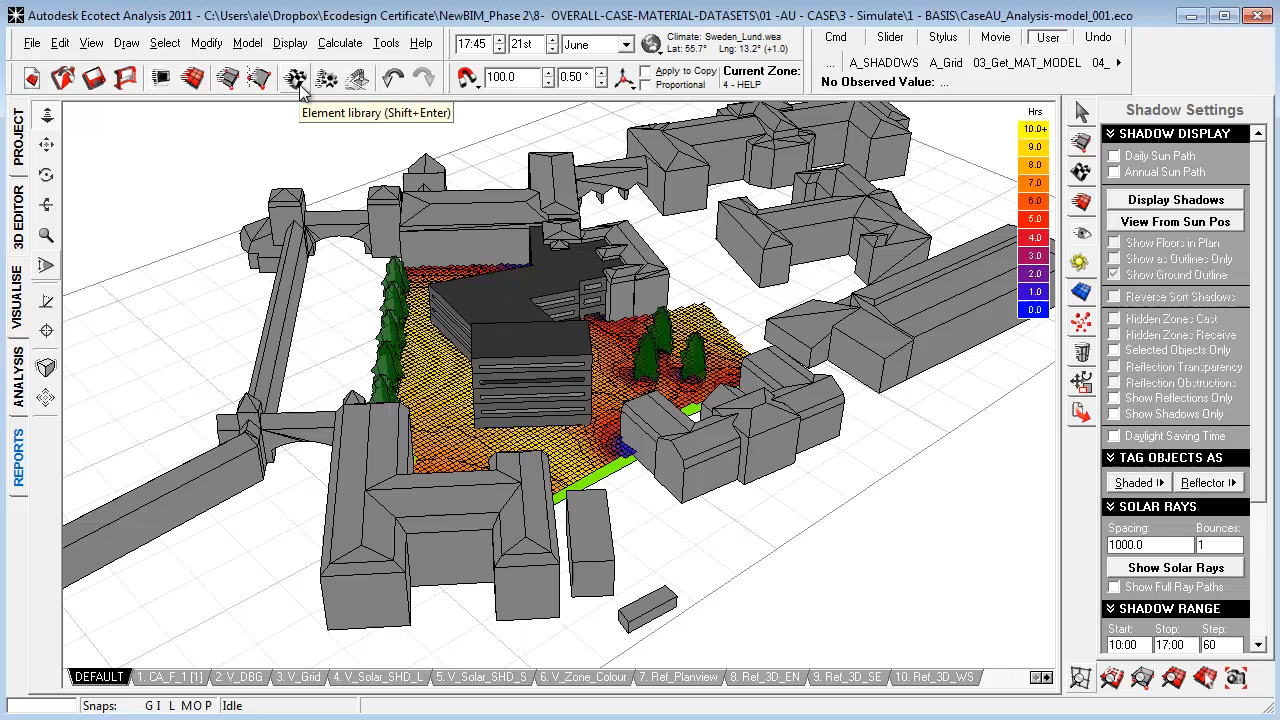 Autodesk Ecotect Analysis 2011 - C:\Users\ale\Dropbox\Ecodesign Certificate\NewBIM_Phase 2\8- OVERALL-CASE-MATERIAL-DATASETS\01 -AU - CASE\3 - Simulate\1 - BASIS\CaseAU_Analysis-model_001.eco
File Edit View Draw Select Modify Model Display Calculate Tools Help
17:45 21st June
Climate: Sweden_Lund.wea
Lat: 55.7° Lng: 13.2° (+1.0)
Cmd Slider Stylus Movie User Undo
... A_SHADOWS A_Grid 03_Get_MAT_MODEL 04_
No Observed Value: ...
100.0 0.50 °
Apply to Copy
Proportional
Current Zone:
4 - HELP
Element library (Shift+Enter)
PROJECT
3D EDITOR
VISUALISE
ANALYSIS
REPORTS
Hrs
10.0+
9.0
8.0
7.0
6.0
5.0
4.0
3.0
2.0
1.0
0.0
Shadow Settings
SHADOW DISPLAY
Daily Sun Path
Annual Sun Path
Display Shadows
View From Sun Pos
Show Floors in Plan
Show as Outlines Only
Show Ground Outline
Reverse Sort Shadows
Hidden Zones Cast
Hidden Zones Receive
Selected Objects Only
Reflection Transparency
Reflection Obstructions
Show Reflections Only
Show Shadows Only
Daylight Saving Time
TAG OBJECTS AS
Shaded Reflector
SOLAR RAYS
Spacing: Bounces:
1000.0 1
Show Solar Rays
Show Full Ray Paths
SHADOW RANGE
Start: Stop: Step:
10:00 17:00 60
DEFAULT 1. CA_F_1 [1] 2. V_DBG 3. V_Grid 4. V_Solar_SHD_L 5. V_Solar_SHD_S 6. V_Zone_Colour 7. Ref_Planview 8. Ref_3D_EN 9. Ref_3D_SE 10. Ref_3D_WS
Snaps: G I L M O P Idle